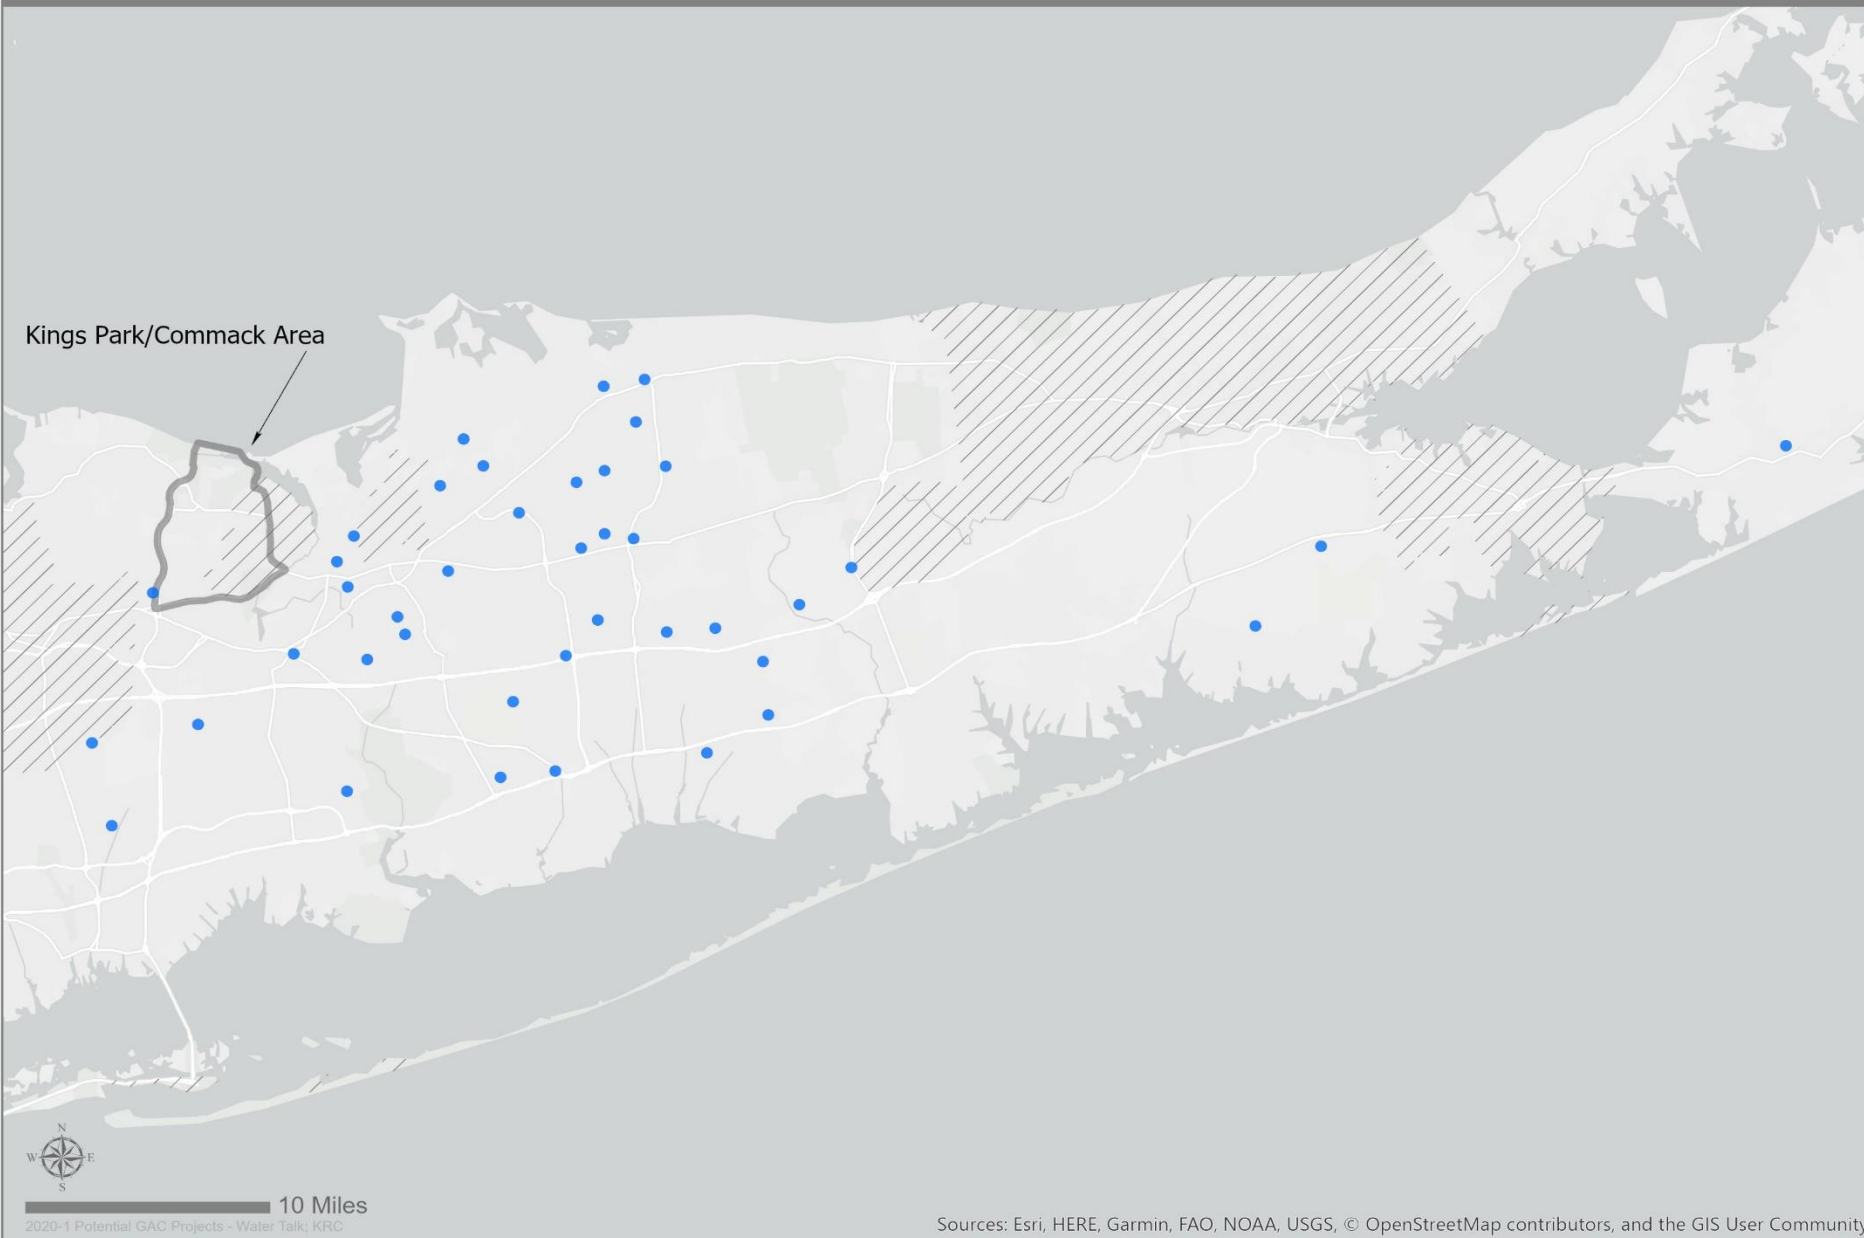 Kings Park/Commack Area
N
W E
S
10 Miles
2020-1 Potential GAC Projects - Water Talk; KRC
Sources: Esri, HERE, Garmin, FAO, NOAA, USGS, © OpenStreetMap contributors, and the GIS User Community